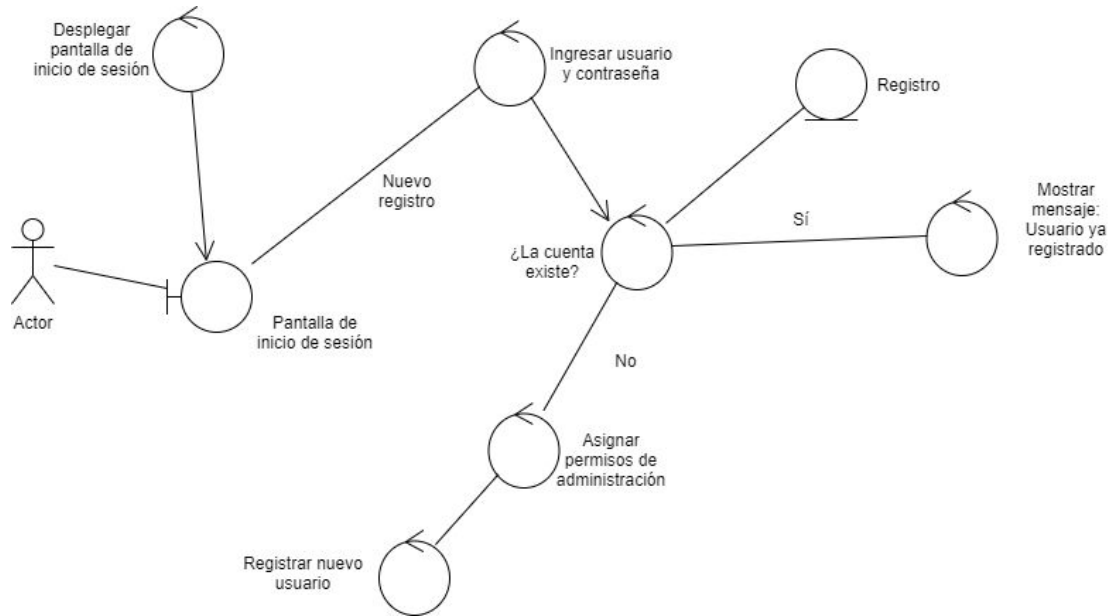 Desplegar
pantalla de
inicio de sesión
Ingresar usuario
y contraseña
Registro
Nuevo
registro
Mostrar
mensaje:
Usuario ya
registrado
Sí
¿La cuenta
existe?
Actor
Pantalla de
inicio de sesión
No
Asignar
permisos de
administración
Registrar nuevo
usuario